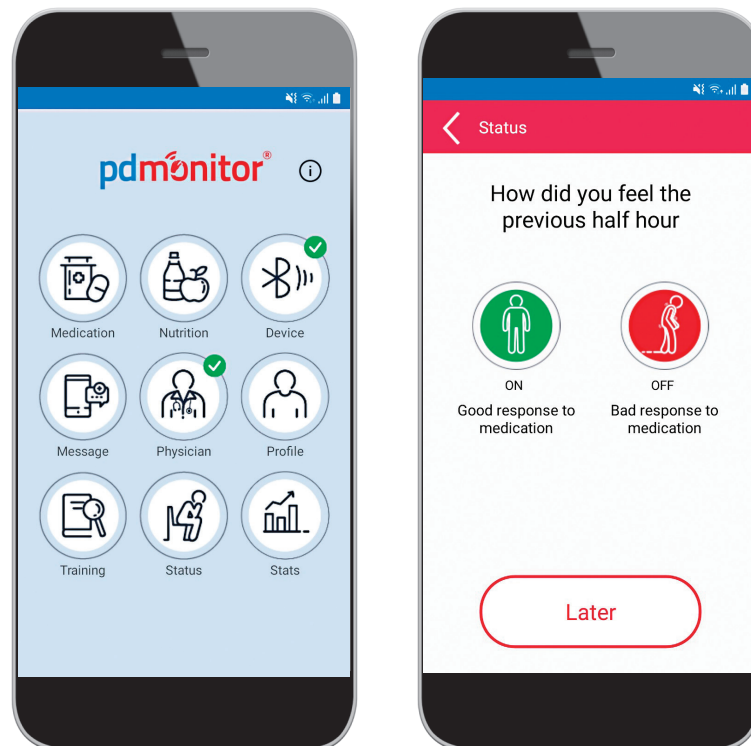 pdmonitor®
Medication
Nutrition
Device
Message
Physician
Profile
Training
Status
Stats
Status
How did you feel the
previous half hour
ON
Good response to
medication
OFF
Bad response to
medication
Later